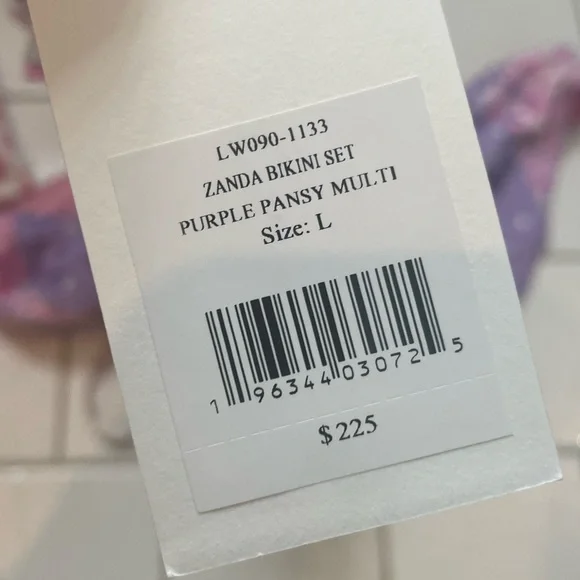 LW090-1133
ZANDA BIKINI SET
PURPLE PANSY MULTI
Size: L
1 96344 03072 5
$225